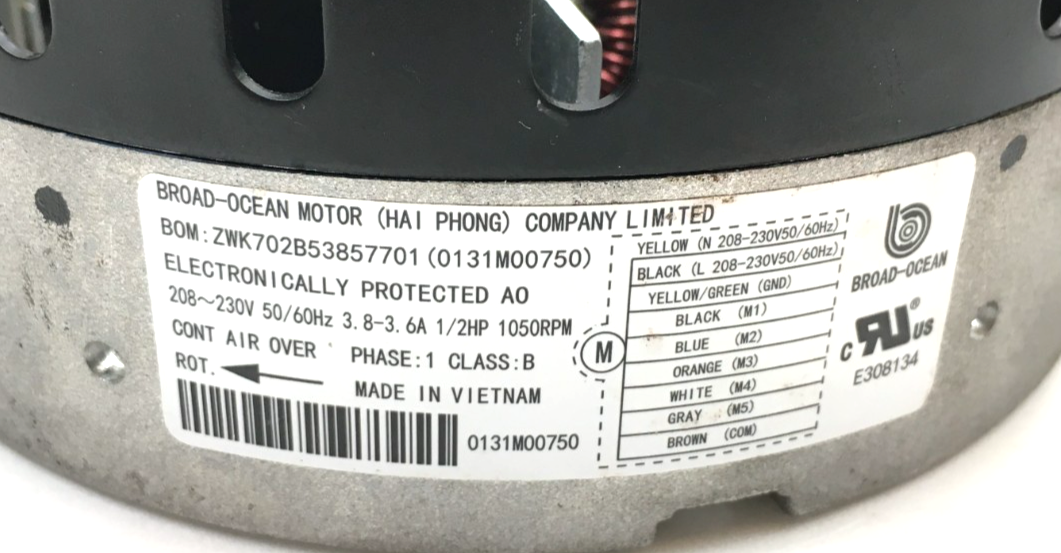 BROAD-OCEAN MOTOR (HAI PHONG) COMPANY LIMITED
BOM:ZWK702B53857701(0131M00750)
ELECTRONICALLY PROTECTED AO
208~230V 50/60Hz 3.8-3.6A 1/2HP 1050RPM
CONT AIR OVER PHASE:1 CLASS:B
ROT.
MADE IN VIETNAM
0131M00750
M
YELLOW (N 208-230V50/60Hz)
BLACK (L 208-230V50/60Hz)
YELLOW/GREEN (GND)
BLACK (M1)
BLUE (M2)
ORANGE (M3)
WHITE (M4)
GRAY (M5)
BROWN (COM)
BROAD-OCEAN
c RU ® US
E308134